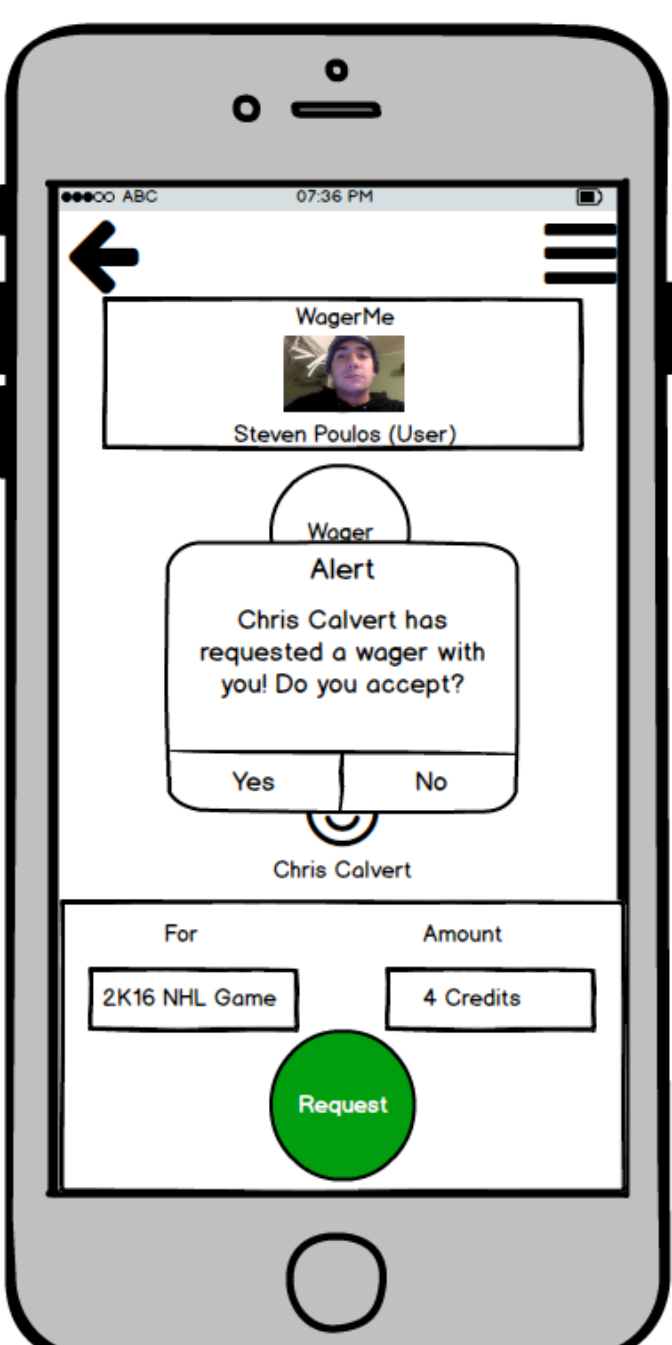 ABC 07:36 PM
WagerMe
Steven Poulos (User)
Wager
Alert
Chris Calvert has
requested a wager with
you! Do you accept?
Yes No
Chris Calvert
For Amount
2K16 NHL Game 4 Credits
Request